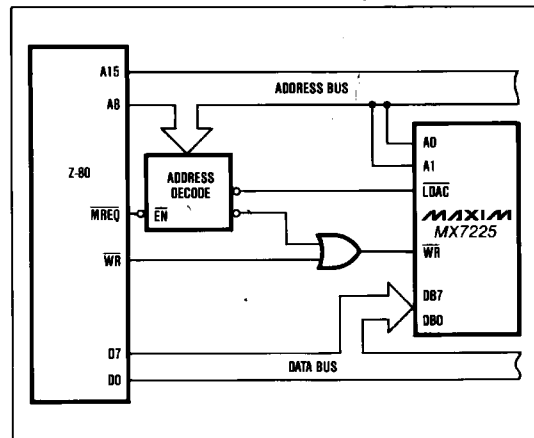 A15
ADDRESS BUS
A8
Z-80
A0
A1
ADDRESS
DECODE
LDAC
MREQ
EN
MAXIM
MX7225
WR
WR
DB7
DB0
D7
D0
DATA BUS